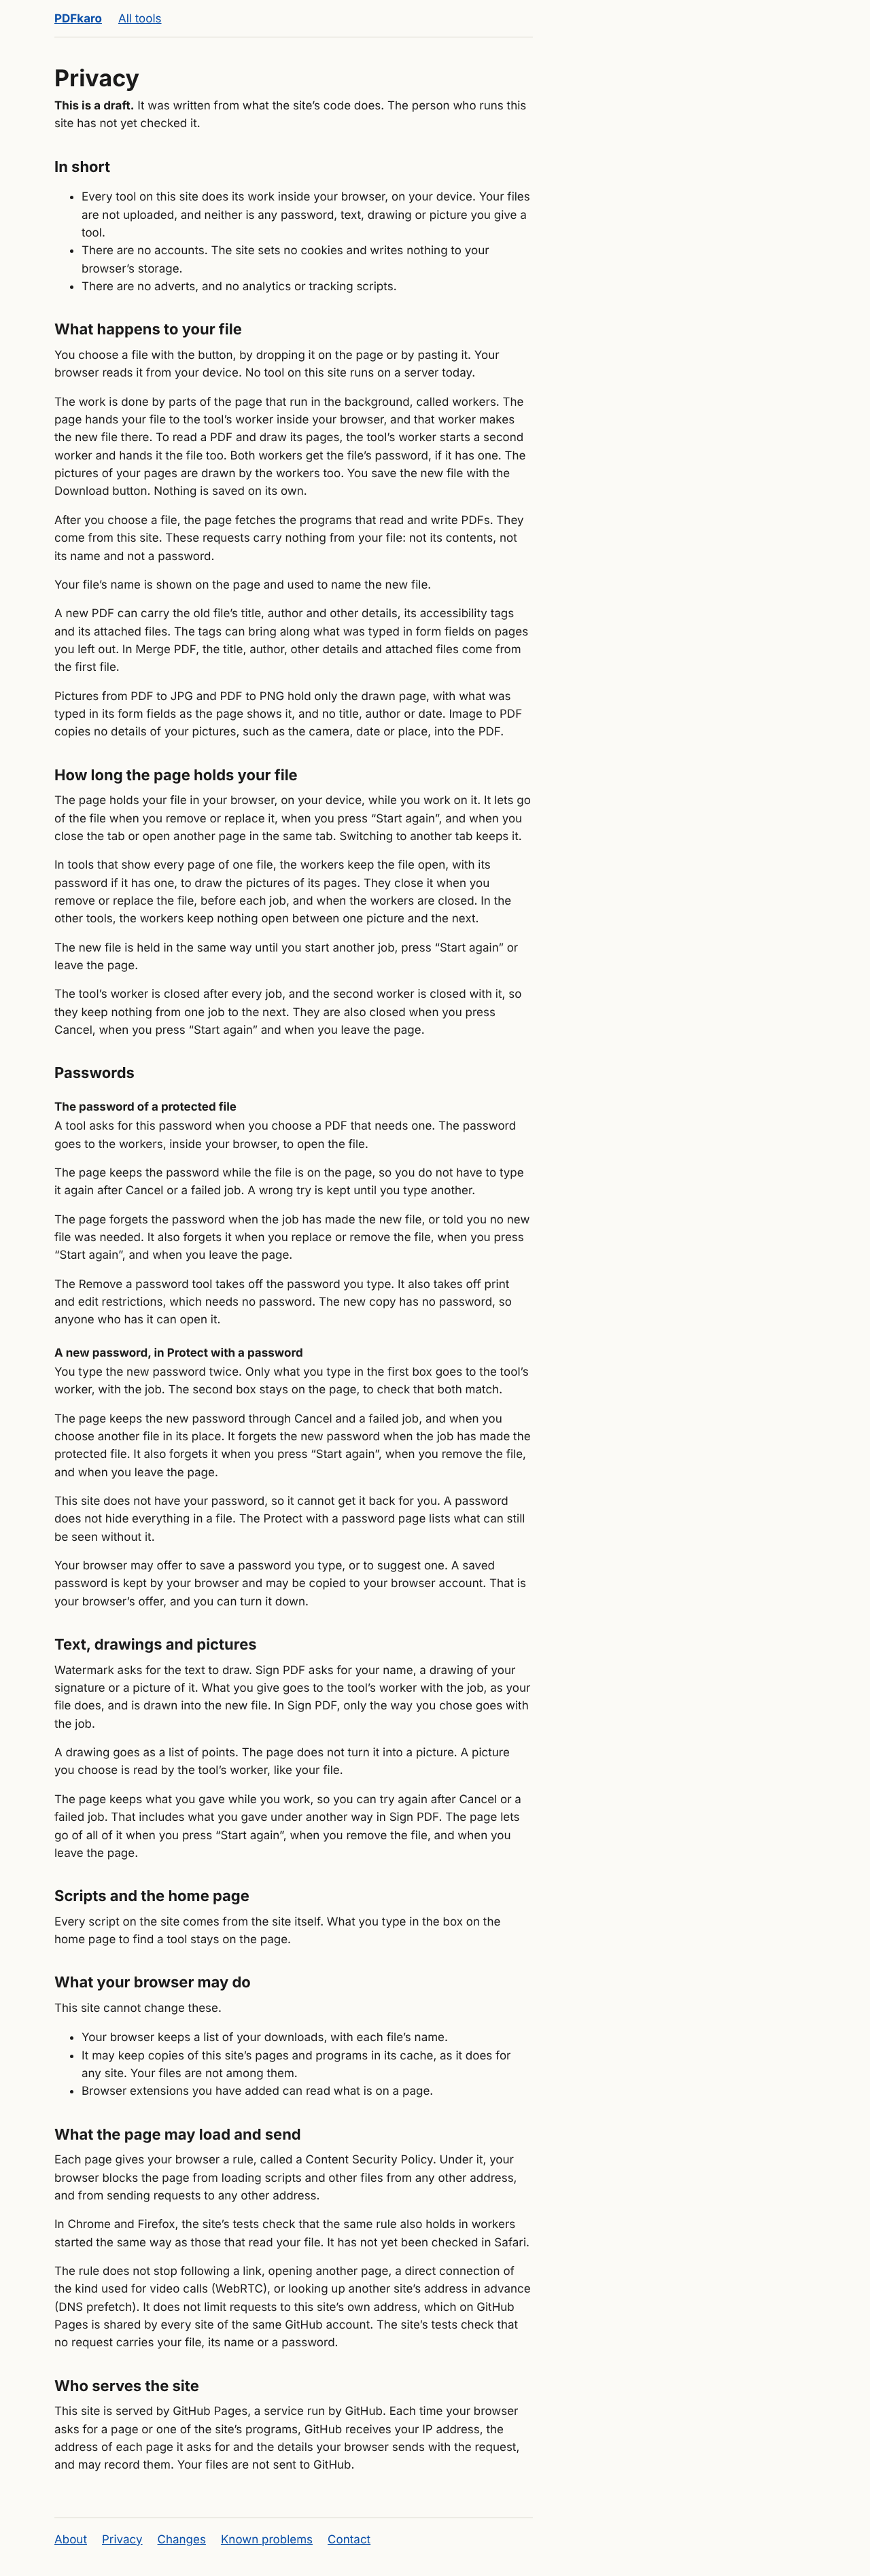 PDFkaro All tools
Privacy
This is a draft. It was written from what the site’s code does. The person who runs this
site has not yet checked it.
In short
• Every tool on this site does its work inside your browser, on your device. Your files
are not uploaded, and neither is any password, text, drawing or picture you give a
tool.
• There are no accounts. The site sets no cookies and writes nothing to your
browser’s storage.
• There are no adverts, and no analytics or tracking scripts.
What happens to your file
You choose a file with the button, by dropping it on the page or by pasting it. Your
browser reads it from your device. No tool on this site runs on a server today.
The work is done by parts of the page that run in the background, called workers. The
page hands your file to the tool’s worker inside your browser, and that worker makes
the new file there. To read a PDF and draw its pages, the tool’s worker starts a second
worker and hands it the file too. Both workers get the file’s password, if it has one. The
pictures of your pages are drawn by the workers too. You save the new file with the
Download button. Nothing is saved on its own.
After you choose a file, the page fetches the programs that read and write PDFs. They
come from this site. These requests carry nothing from your file: not its contents, not
its name and not a password.
Your file’s name is shown on the page and used to name the new file.
A new PDF can carry the old file’s title, author and other details, its accessibility tags
and its attached files. The tags can bring along what was typed in form fields on pages
you left out. In Merge PDF, the title, author, other details and attached files come from
the first file.
Pictures from PDF to JPG and PDF to PNG hold only the drawn page, with what was
typed in its form fields as the page shows it, and no title, author or date. Image to PDF
copies no details of your pictures, such as the camera, date or place, into the PDF.
How long the page holds your file
The page holds your file in your browser, on your device, while you work on it. It lets go
of the file when you remove or replace it, when you press “Start again”, and when you
close the tab or open another page in the same tab. Switching to another tab keeps it.
In tools that show every page of one file, the workers keep the file open, with its
password if it has one, to draw the pictures of its pages. They close it when you
remove or replace the file, before each job, and when the workers are closed. In the
other tools, the workers keep nothing open between one picture and the next.
The new file is held in the same way until you start another job, press “Start again” or
leave the page.
The tool’s worker is closed after every job, and the second worker is closed with it, so
they keep nothing from one job to the next. They are also closed when you press
Cancel, when you press “Start again” and when you leave the page.
Passwords
The password of a protected file
A tool asks for this password when you choose a PDF that needs one. The password
goes to the workers, inside your browser, to open the file.
The page keeps the password while the file is on the page, so you do not have to type
it again after Cancel or a failed job. A wrong try is kept until you type another.
The page forgets the password when the job has made the new file, or told you no new
file was needed. It also forgets it when you replace or remove the file, when you press
“Start again”, and when you leave the page.
The Remove a password tool takes off the password you type. It also takes off print
and edit restrictions, which needs no password. The new copy has no password, so
anyone who has it can open it.
A new password, in Protect with a password
You type the new password twice. Only what you type in the first box goes to the tool’s
worker, with the job. The second box stays on the page, to check that both match.
The page keeps the new password through Cancel and a failed job, and when you
choose another file in its place. It forgets the new password when the job has made the
protected file. It also forgets it when you press “Start again”, when you remove the file,
and when you leave the page.
This site does not have your password, so it cannot get it back for you. A password
does not hide everything in a file. The Protect with a password page lists what can still
be seen without it.
Your browser may offer to save a password you type, or to suggest one. A saved
password is kept by your browser and may be copied to your browser account. That is
your browser’s offer, and you can turn it down.
Text, drawings and pictures
Watermark asks for the text to draw. Sign PDF asks for your name, a drawing of your
signature or a picture of it. What you give goes to the tool’s worker with the job, as your
file does, and is drawn into the new file. In Sign PDF, only the way you chose goes with
the job.
A drawing goes as a list of points. The page does not turn it into a picture. A picture
you choose is read by the tool’s worker, like your file.
The page keeps what you gave while you work, so you can try again after Cancel or a
failed job. That includes what you gave under another way in Sign PDF. The page lets
go of all of it when you press “Start again”, when you remove the file, and when you
leave the page.
Scripts and the home page
Every script on the site comes from the site itself. What you type in the box on the
home page to find a tool stays on the page.
What your browser may do
This site cannot change these.
• Your browser keeps a list of your downloads, with each file’s name.
• It may keep copies of this site’s pages and programs in its cache, as it does for
any site. Your files are not among them.
• Browser extensions you have added can read what is on a page.
What the page may load and send
Each page gives your browser a rule, called a Content Security Policy. Under it, your
browser blocks the page from loading scripts and other files from any other address,
and from sending requests to any other address.
In Chrome and Firefox, the site’s tests check that the same rule also holds in workers
started the same way as those that read your file. It has not yet been checked in Safari.
The rule does not stop following a link, opening another page, a direct connection of
the kind used for video calls (WebRTC), or looking up another site’s address in advance
(DNS prefetch). It does not limit requests to this site’s own address, which on GitHub
Pages is shared by every site of the same GitHub account. The site’s tests check that
no request carries your file, its name or a password.
Who serves the site
This site is served by GitHub Pages, a service run by GitHub. Each time your browser
asks for a page or one of the site’s programs, GitHub receives your IP address, the
address of each page it asks for and the details your browser sends with the request,
and may record them. Your files are not sent to GitHub.
About Privacy Changes Known problems Contact